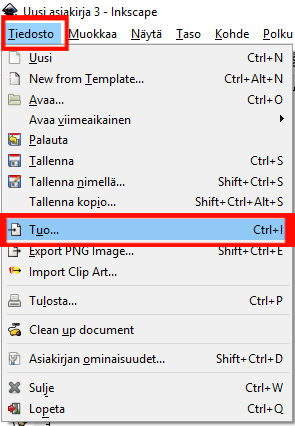 Uusi asiakirja 3 - Inkscape
Tiedosto Muokkaa Näytä Taso Kohde Polku
Uusi Ctrl+N
New from Template... Ctrl+Alt+N
Avaa... Ctrl+O
Avaa viimeaikainen
Palauta
Tallenna Ctrl+S
Tallenna nimellä... Shift+Ctrl+S
Tallenna kopio... Shift+Ctrl+Alt+S
Tuo... Ctrl+I
Export PNG Image... Shift+Ctrl+E
Import Clip Art...
Tulosta... Ctrl+P
Clean up document
Asiakirjan ominaisuudet... Shift+Ctrl+D
Sulje Ctrl+W
Lopeta Ctrl+Q